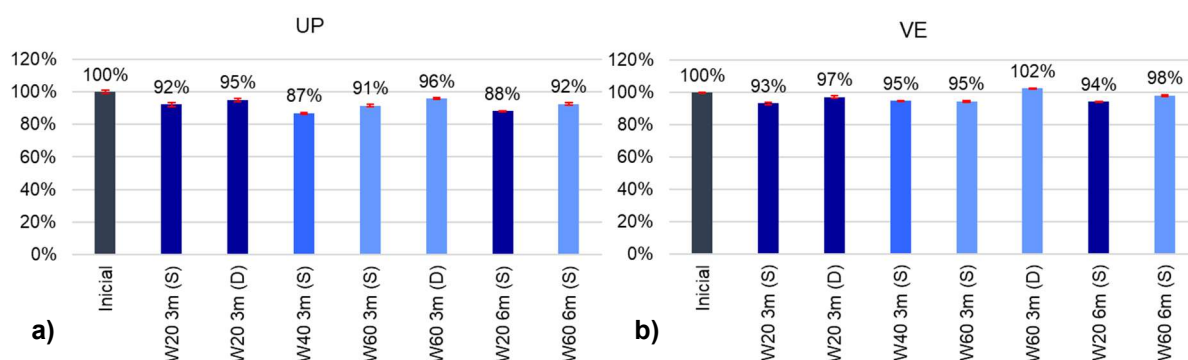 UP
120%
100%
80%
60%
40%
20%
0%
100%
92%
95%
87%
91%
96%
88%
92%
Inicial
W20 3m (S)
W20 3m (D)
W40 3m (S)
W60 3m (S)
W60 3m (D)
W20 6m (S)
W60 6m (S)
a)
VE
120%
100%
80%
60%
40%
20%
0%
100%
93%
97%
95%
95%
102%
94%
98%
Inicial
W20 3m (S)
W20 3m (D)
W40 3m (S)
W60 3m (S)
W60 3m (D)
W20 6m (S)
W60 6m (S)
b)